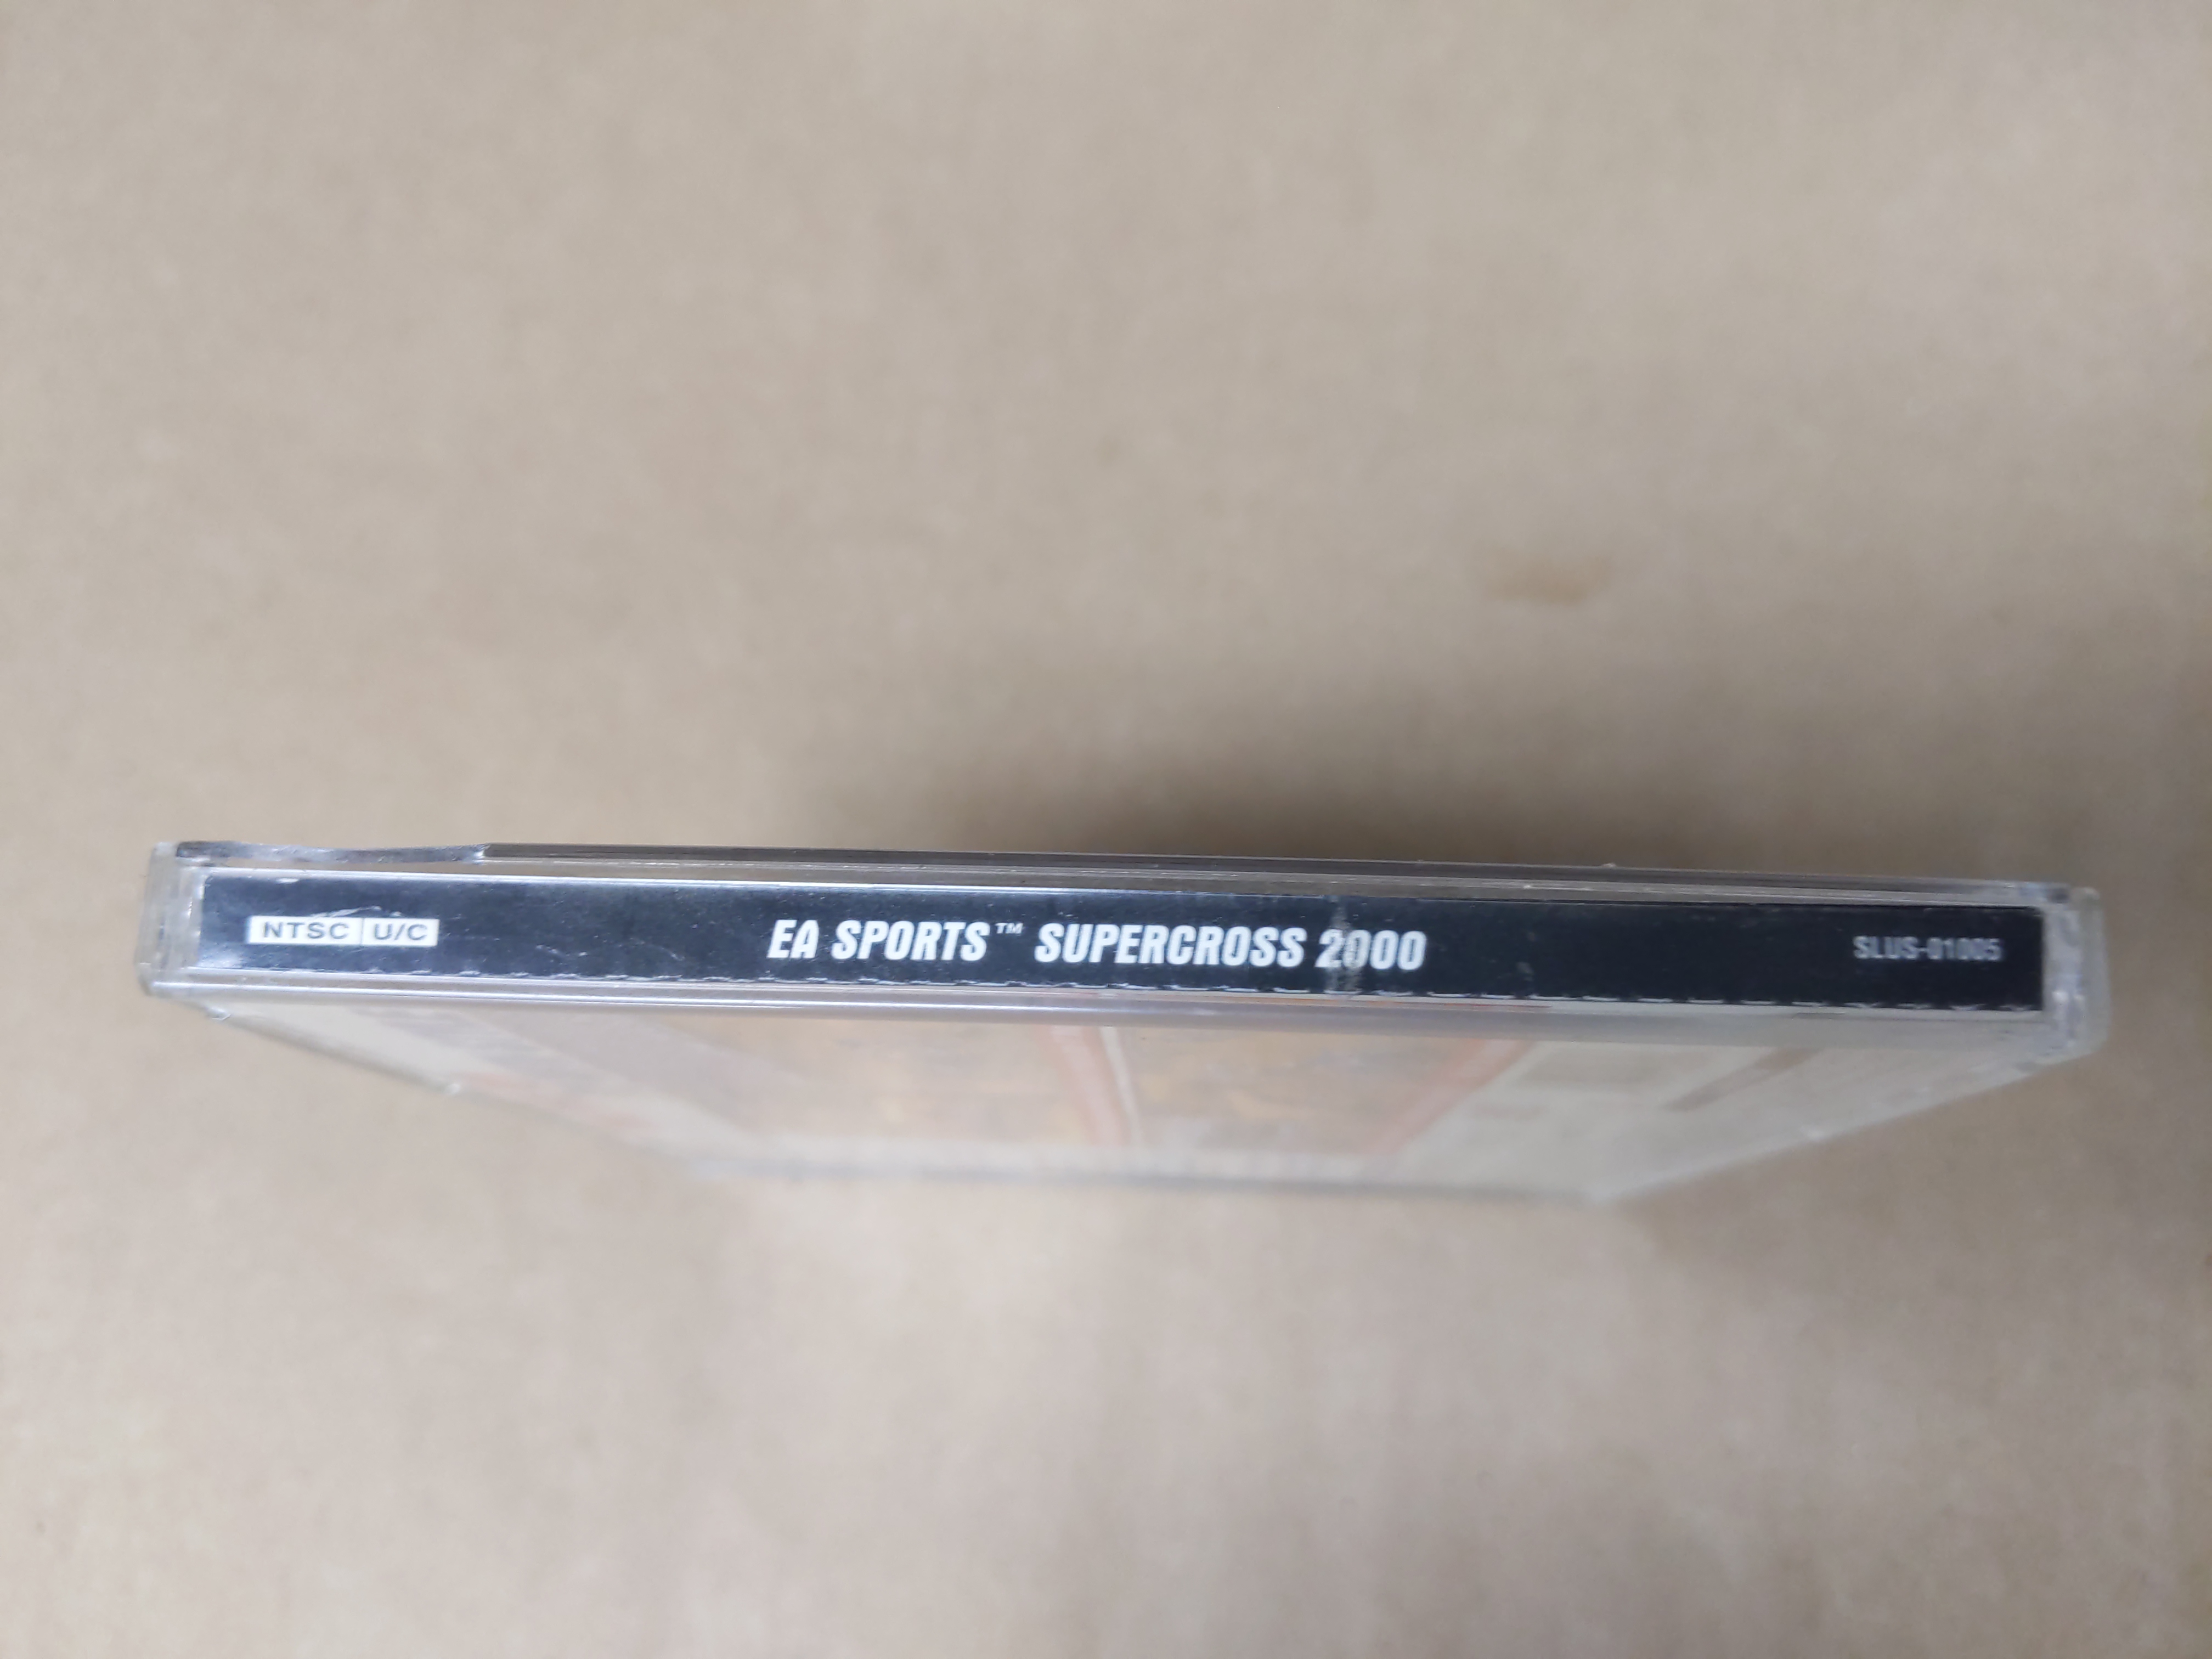 NTSC U/C
EA SPORTS™ SUPERCROSS 2000
SLUS-01005